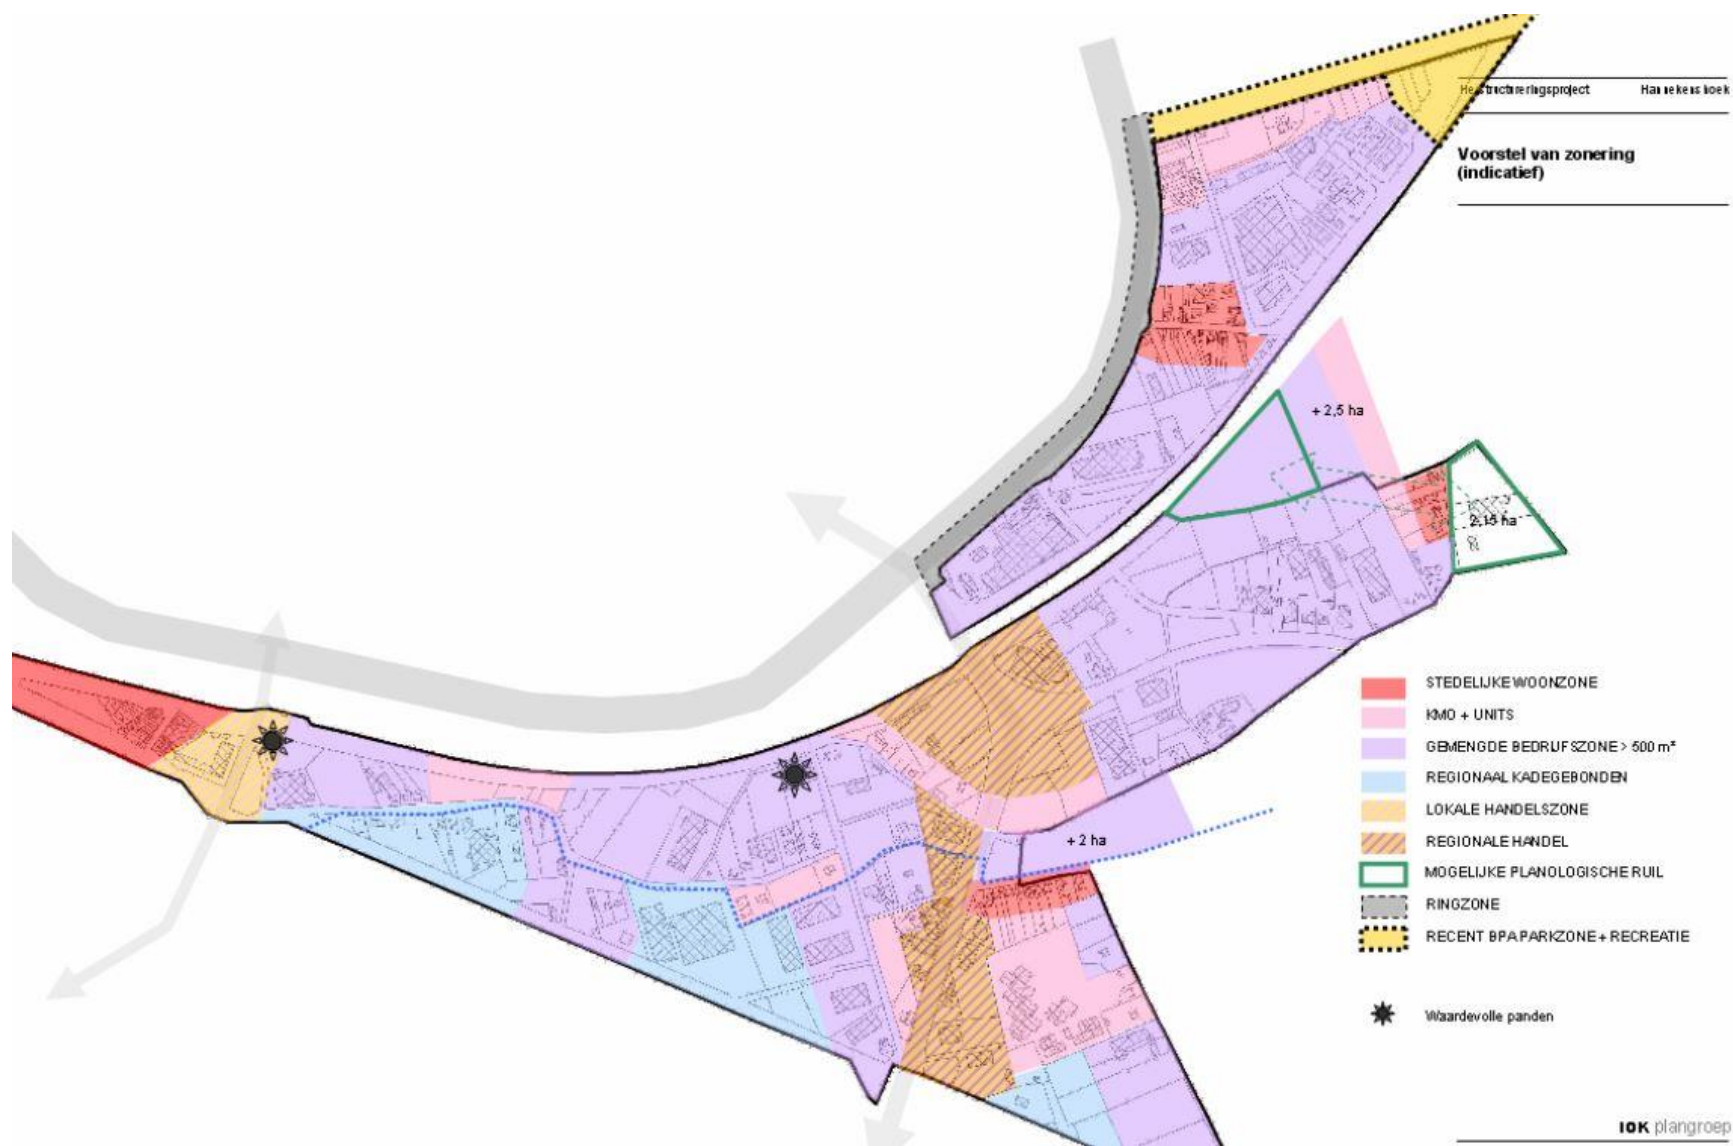 Herstructureringsproject Hannekenshoek
Voorstel van zonering
(indicatief)
+ 2,5 ha
2,15 ha
+ 2 ha
STEDELIJKE WOONZONE
KMO + UNITS
GEMENGDE BEDRIJFSZONE > 500 m²
REGIONAAL KADEGEBONDEN
LOKALE HANDELSZONE
REGIONALE HANDEL
MOGELIJKE PLANOLOGISCHE RUIL
RINGZONE
RECENT BPA PARKZONE + RECREATIE
Waardevolle panden
IOK plangroep